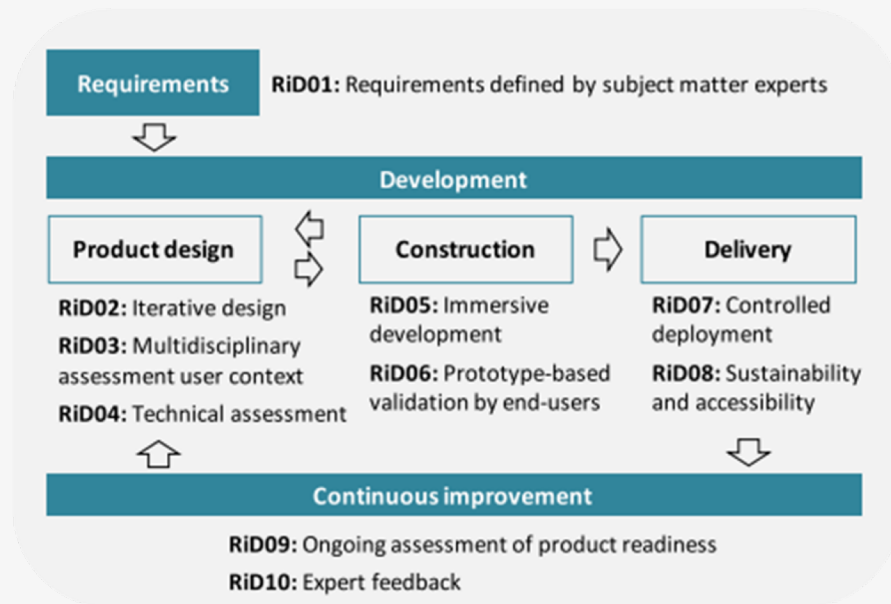 Requirements
RiD01: Requirements defined by subject matter experts
Development
Product design
RiD02: Iterative design
RiD03: Multidisciplinary
assessment user context
RiD04: Technical assessment
Construction
RiD05: Immersive
development
RiD06: Prototype-based
validation by end-users
Delivery
RiD07: Controlled
deployment
RiD08: Sustainability
and accessibility
Continuous improvement
RiD09: Ongoing assessment of product readiness
RiD10: Expert feedback